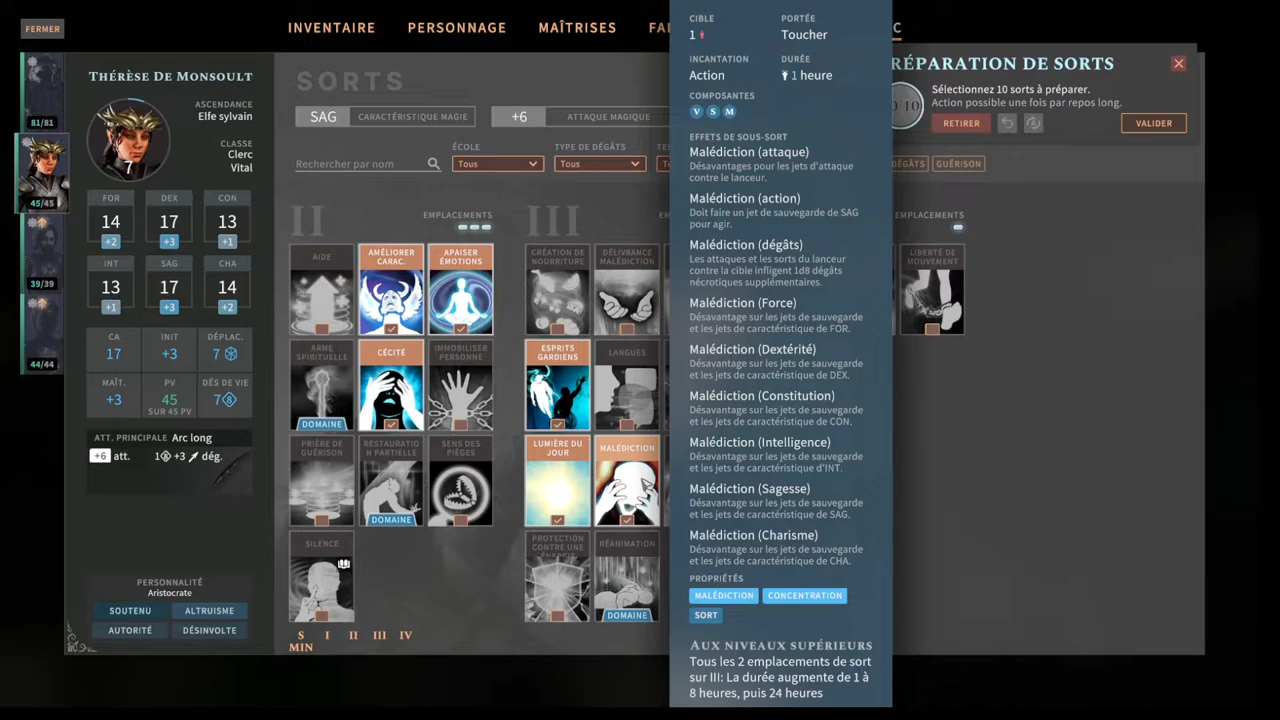 FERMER
INVENTAIRE
PERSONNAGE
MAÎTRISES
81/81
45/45
39/39
44/44
THÉRÈSE DE MONSOULT
ASCENDANCE
Elfe sylvain
CLASSE
Clerc
Vital
FOR DEX CON
14 17 13
+2 +3 +1
INT SAG CHA
13 17 14
+1 +3 +2
CA INIT DÉPLAC.
17 +3 7
MAÎT. PV DÉS DE VIE
+3 45 7
SUR 45 PV
ATT. PRINCIPALE Arc long
+6 att. 1 +3 dég.
PERSONNALITÉ
Aristocrate
SOUTENU ALTRUISME
AUTORITÉ DÉSINVOLTE
SORTS
SAG CARACTÉRISTIQUE MAGIE
+6 ATTAQUE MAGIQUE
Rechercher par nom
ÉCOLE
Tous
TYPE DE DÉGÂTS
Tous
II
EMPLACEMENTS
AIDE
AMÉLIORER
CARAC.
APAISER
ÉMOTIONS
ARME
SPIRITUELLE
DOMAINE
CÉCITÉ
IMMOBILISER
PERSONNE
PRIÈRE DE
GUÉRISON
RESTAURATIO
N PARTIELLE
DOMAINE
SENS DES
PIÈGES
SILENCE
III
CRÉATION DE
NOURRITURE
DÉLIVRANCE
MALÉDICTION
ESPRITS
GARDIENS
LANGUES
LUMIÈRE DU
JOUR
MALÉDICTION
PROTECTION
CONTRE UNE
ÉNERGIE
RÉANIMATION
DOMAINE
S I II III IV
MIN
CIBLE
1
PORTÉE
Toucher
INCANTATION
Action
DURÉE
1 heure
COMPOSANTES
V S M
EFFETS DE SOUS-SORT
Malédiction (attaque)
Désavantages pour les jets d'attaque
contre le lanceur.
Malédiction (action)
Doit faire un jet de sauvegarde de SAG
pour agir.
Malédiction (dégâts)
Les attaques et les sorts du lanceur
contre la cible infligent 1d8 dégâts
nécrotiques supplémentaires.
Malédiction (Force)
Désavantage sur les jets de sauvegarde
et les jets de caractéristique de FOR.
Malédiction (Dextérité)
Désavantage sur les jets de sauvegarde
et les jets de caractéristique de DEX.
Malédiction (Constitution)
Désavantage sur les jets de sauvegarde
et les jets de caractéristique de CON.
Malédiction (Intelligence)
Désavantage sur les jets de sauvegarde
et les jets de caractéristique d'INT.
Malédiction (Sagesse)
Désavantage sur les jets de sauvegarde
et les jets de caractéristique de SAG.
Malédiction (Charisme)
Désavantage sur les jets de sauvegarde
et les jets de caractéristique de CHA.
PROPRIÉTÉS
MALÉDICTION CONCENTRATION
SORT
AUX NIVEAUX SUPÉRIEURS
Tous les 2 emplacements de sort
sur III: La durée augmente de 1 à
8 heures, puis 24 heures
RÉPARATION DE SORTS
Sélectionnez 10 sorts à préparer.
Action possible une fois par repos long.
RETIRER
VALIDER
DÉGÂTS GUÉRISON
EMPLACEMENTS
LIBERTÉ DE
MOUVEMENT